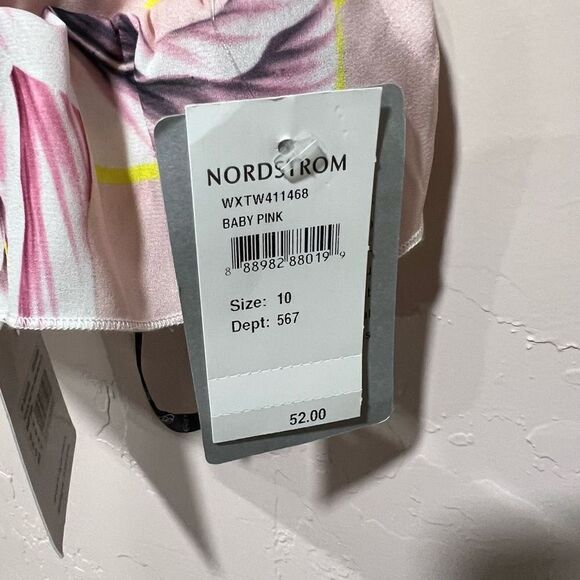 NORDSTROM
WXTW411468
BABY PINK
8 88982 88019 9
Size: 10
Dept: 567
52.00